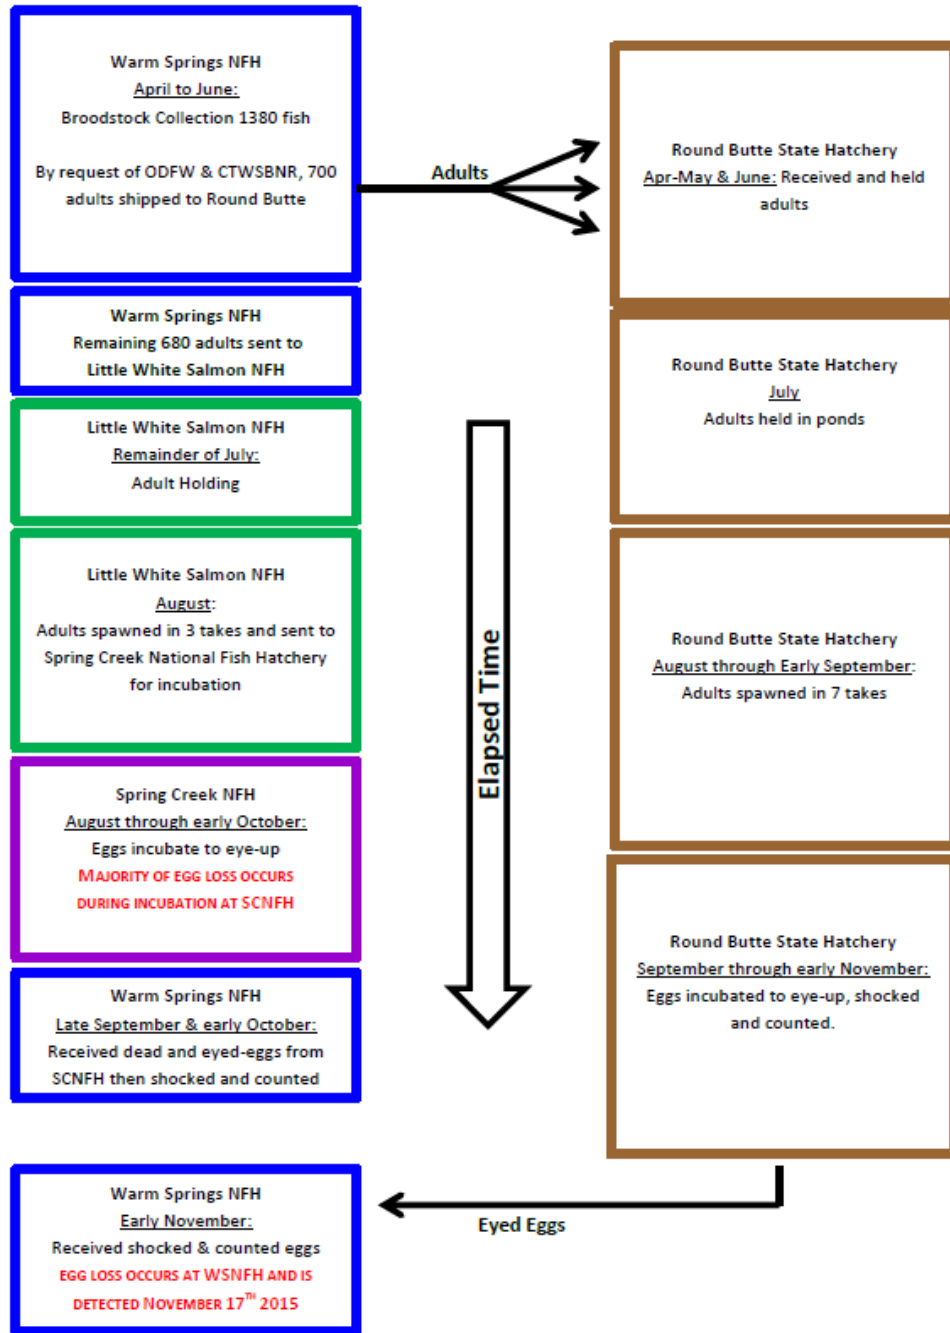 Warm Springs NFH
April to June:
Broodstock Collection 1380 fish
By request of ODFW & CTWSBNR, 700
adults shipped to Round Butte
Adults
Round Butte State Hatchery
Apr-May & June: Received and held
adults
Warm Springs NFH
Remaining 680 adults sent to
Little White Salmon NFH
Round Butte State Hatchery
July
Adults held in ponds
Little White Salmon NFH
Remainder of July:
Adult Holding
Little White Salmon NFH
August:
Adults spawned in 3 takes and sent to
Spring Creek National Fish Hatchery
for incubation
Elapsed Time
Round Butte State Hatchery
August through Early September:
Adults spawned in 7 takes
Spring Creek NFH
August through early October:
Eggs incubate to eye-up
MAJORITY OF EGG LOSS OCCURS
DURING INCUBATION AT SCNFH
Round Butte State Hatchery
September through early November:
Eggs incubated to eye-up, shocked
and counted.
Warm Springs NFH
Late September & early October:
Received dead and eyed-eggs from
SCNFH then shocked and counted
Eyed Eggs
Warm Springs NFH
Early November:
Received shocked & counted eggs
EGG LOSS OCCURS AT WSNFH AND IS
DETECTED NOVEMBER 17TH 2015